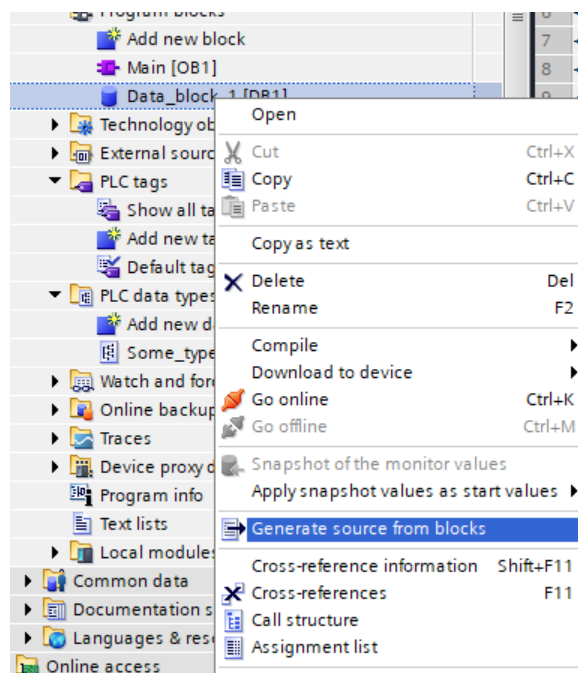 Program blocks
6
Add new block
7
Main [OB1]
8
Data_block_1 [DB1]
9
Technology ob
External sourc
PLC tags
Show all ta
Add new ta
Default tag
PLC data types
Add new d
Some_type
Watch and forc
Online backup
Traces
Device proxy d
Program info
Text lists
Local modules
Common data
Documentation s
Languages & reso
Online access
Open
Cut Ctrl+X
Copy Ctrl+C
Paste Ctrl+V
Copy as text
Delete Del
Rename F2
Compile
Download to device
Go online Ctrl+K
Go offline Ctrl+M
Snapshot of the monitor values
Apply snapshot values as start values
Generate source from blocks
Cross-reference information Shift+F11
Cross-references F11
Call structure
Assignment list